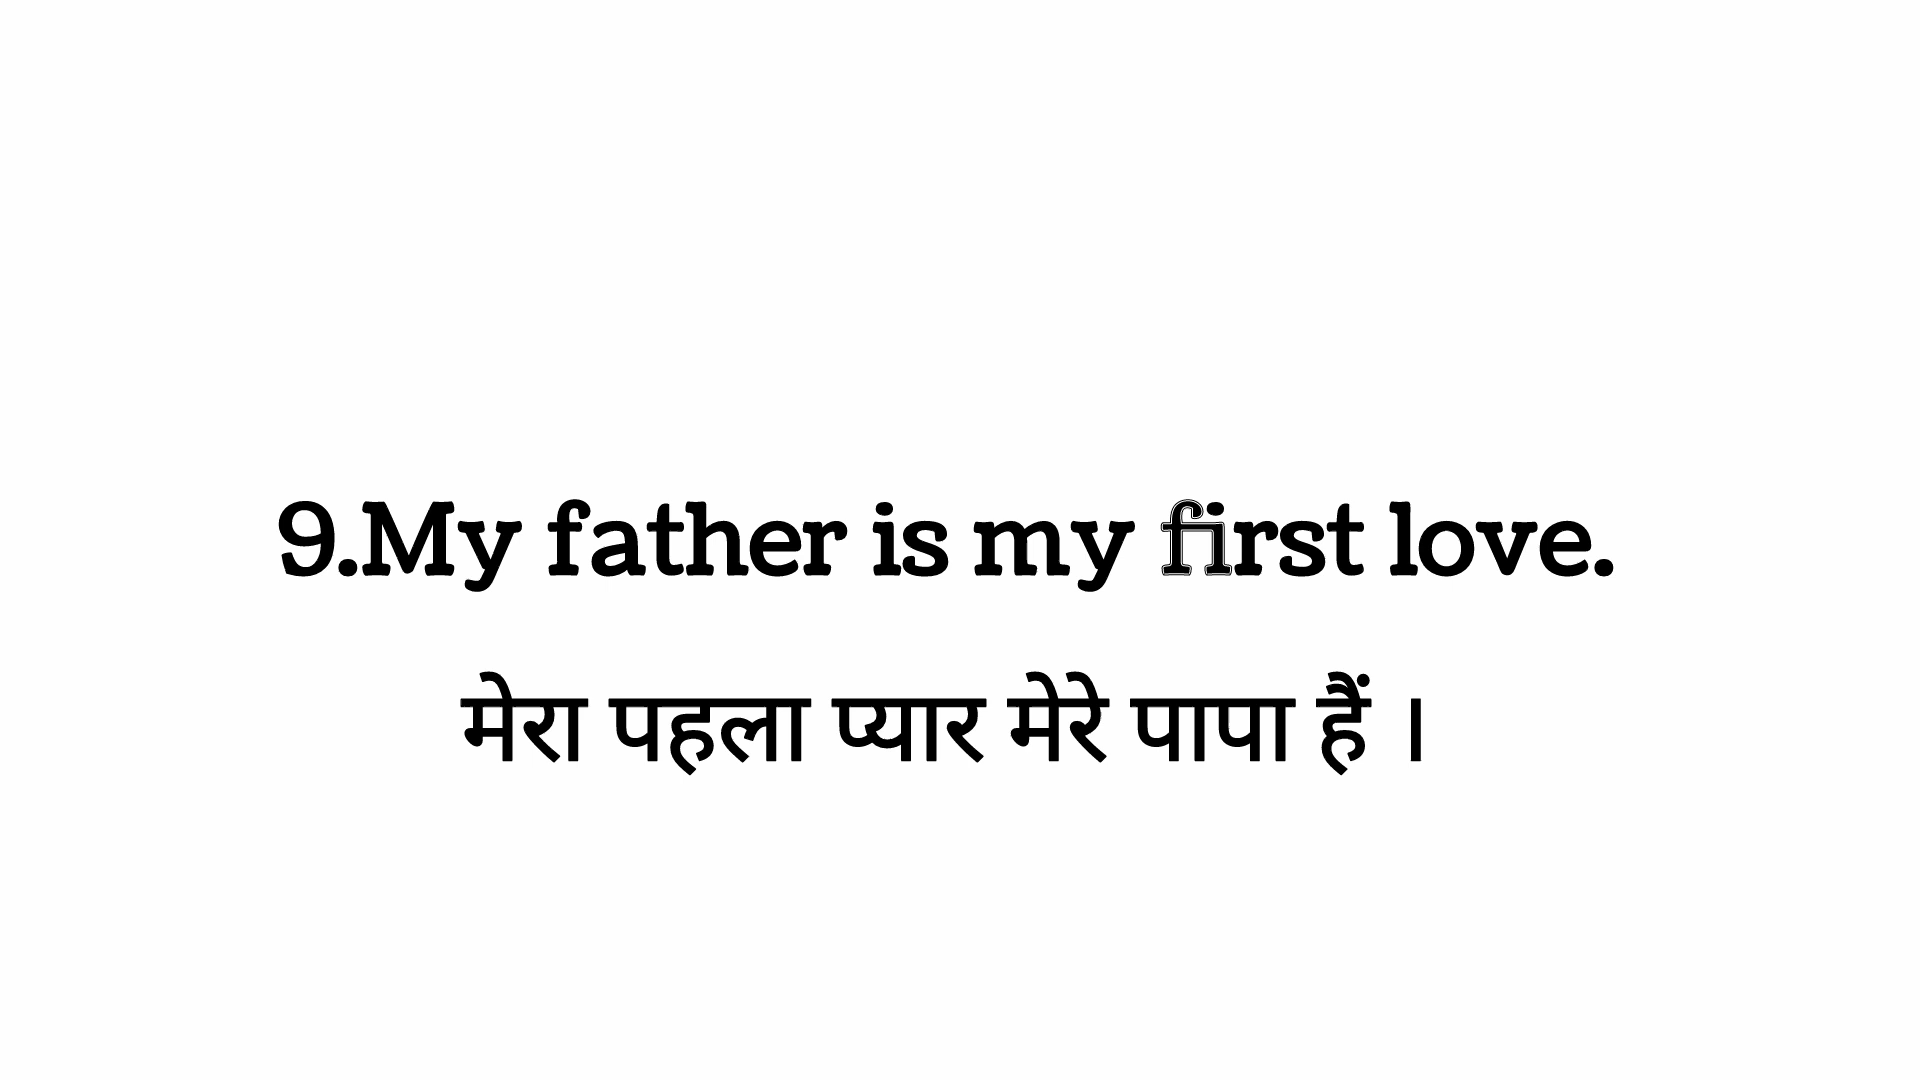 9.My father is my first love.
मेरा पहला प्यार मेरे पापा हैं ।